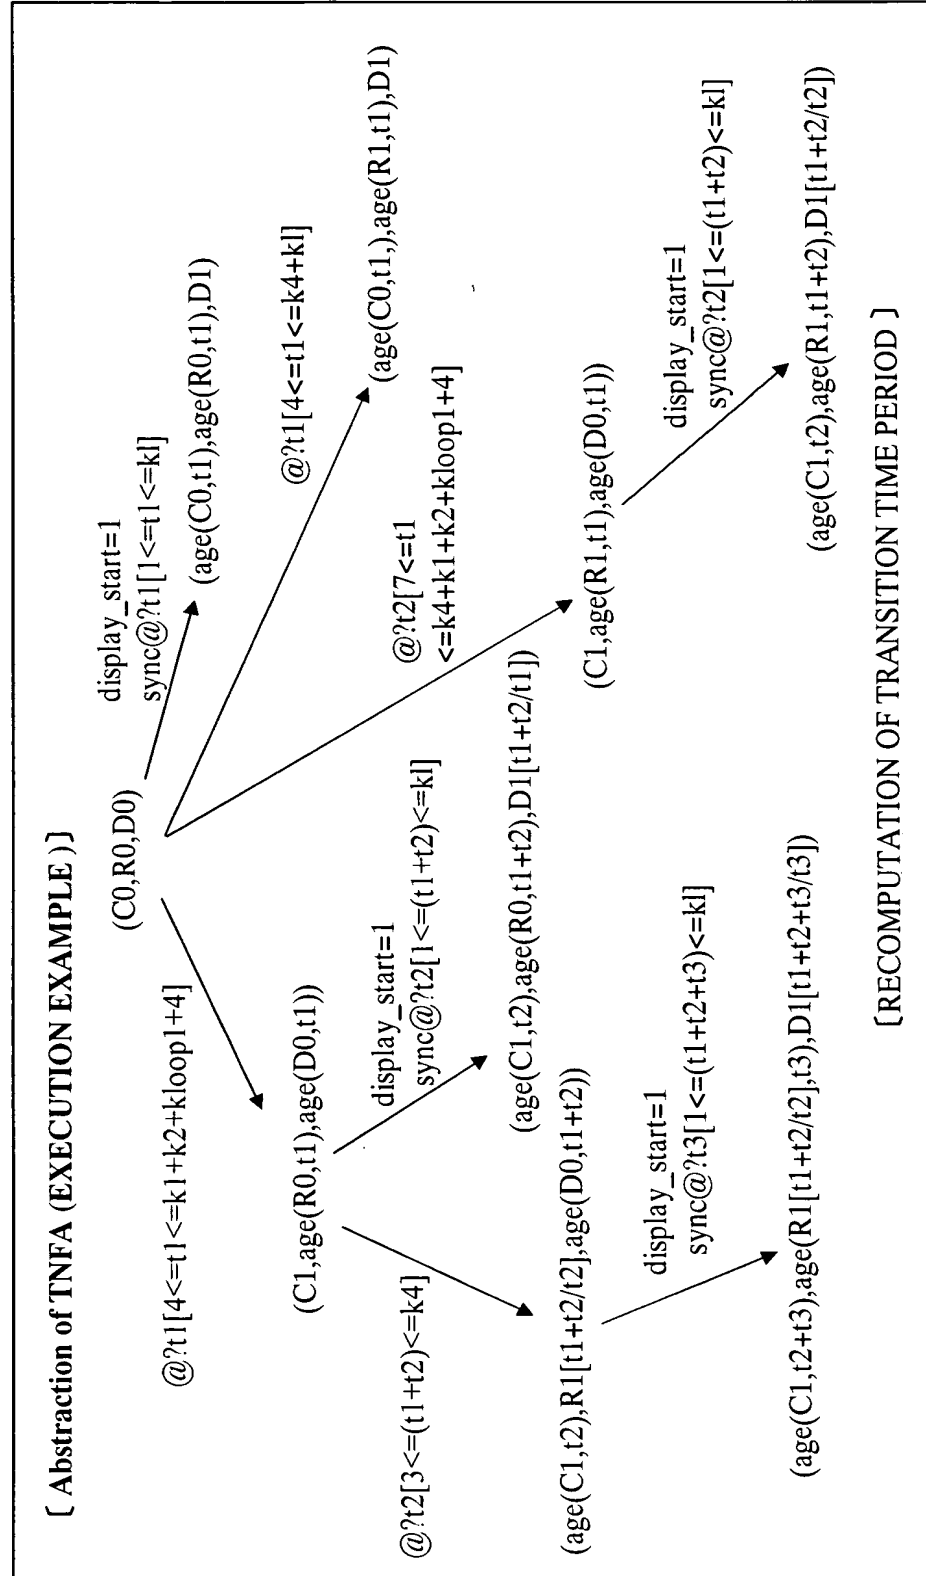 [ Abstraction of TNFA (EXECUTION EXAMPLE )]
(C0,R0,D0)
display_start=1
sync@?t1[1<=t1<=kl]
(age(C0,t1),age(R0,t1),D1)
@?t1[4<=t1<=k4+kl]
(age(C0,t1,),age(R1,t1),D1)
@?t1[4<=t1<=k1+k2+kloop1+4]
(C1,age(R0,t1),age(D0,t1))
@?t2[7<=t1
<=k4+k1+k2+kloop1+4]
(C1,age(R1,t1),age(D0,t1))
display_start=1
sync@?t2[1<=(t1+t2)<=kl]
(age(C1,t2),age(R0,t1+t2),D1[t1+t2/t1])
@?t2[3<=(t1+t2)<=k4]
(age(C1,t2),R1[t1+t2/t2],age(D0,t1+t2))
display_start=1
sync@?t2[1<=(t1+t2)<=kl]
(age(C1,t2),age(R1,t1+t2),D1[t1+t2/t2])
display_start=1
sync@?t3[1<=(t1+t2+t3)<=kl]
(age(C1,t2+t3),age(R1[t1+t2/t2],t3),D1[t1+t2+t3/t3])
[RECOMPUTATION OF TRANSITION TIME PERIOD ]